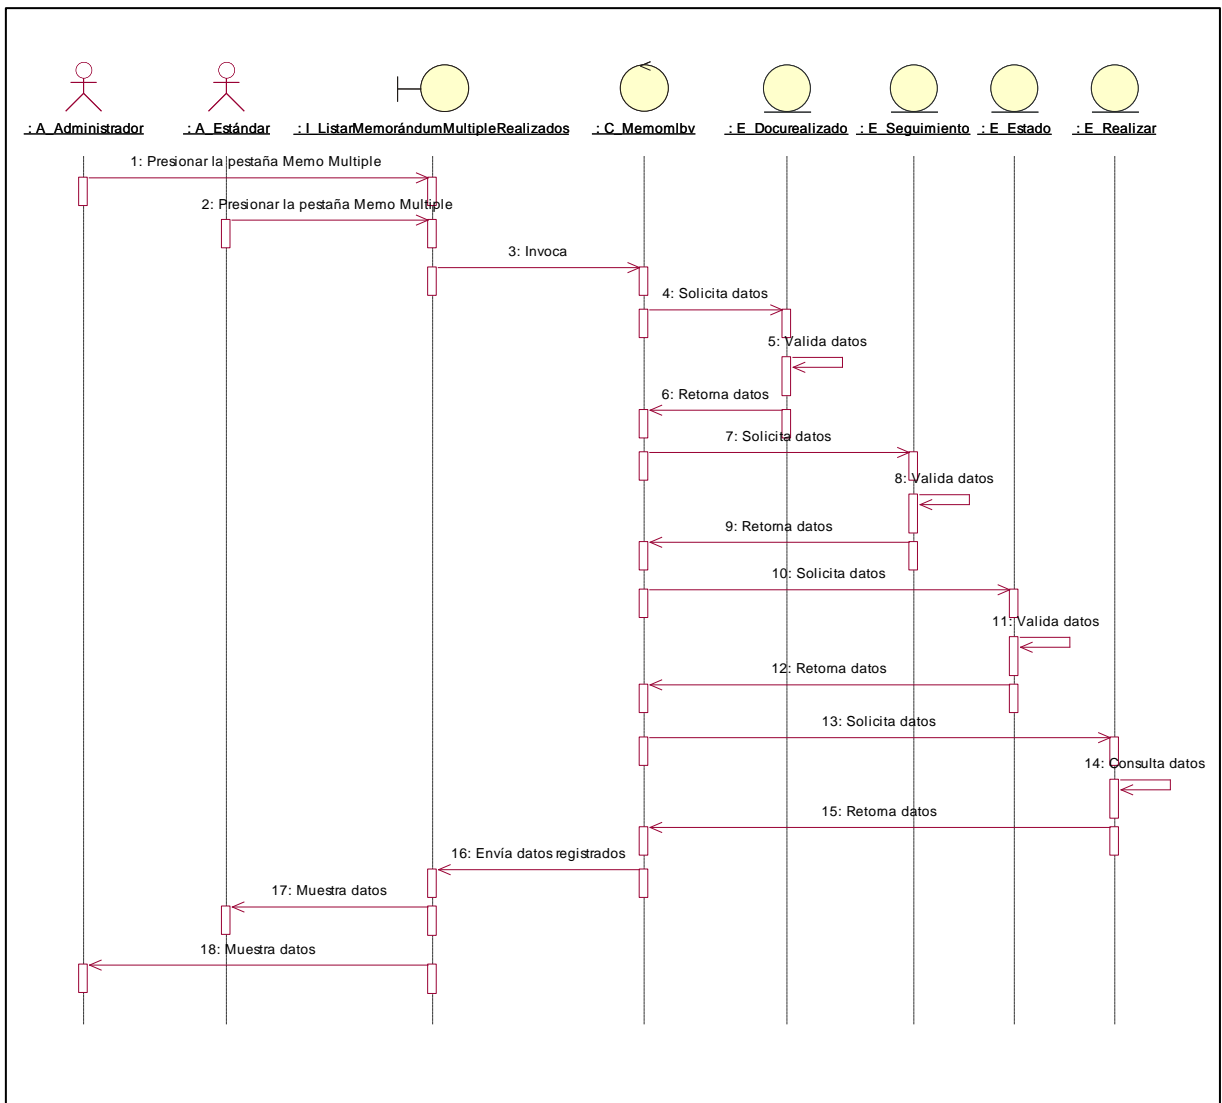 : A_Administrador
: A_Estándar
: I_ListarMemorándumMultipleRealizados
: C_Memomlbv
: E_Docurealizado
: E_Seguimiento
: E_Estado
: E_Realizar
1: Presionar la pestaña Memo Multiple
2: Presionar la pestaña Memo Multiple
3: Invoca
4: Solicita datos
5: Valida datos
6: Retorna datos
7: Solicita datos
8: Valida datos
9: Retorna datos
10: Solicita datos
11: Valida datos
12: Retorna datos
13: Solicita datos
14: Consulta datos
15: Retorna datos
16: Envía datos registrados
17: Muestra datos
18: Muestra datos